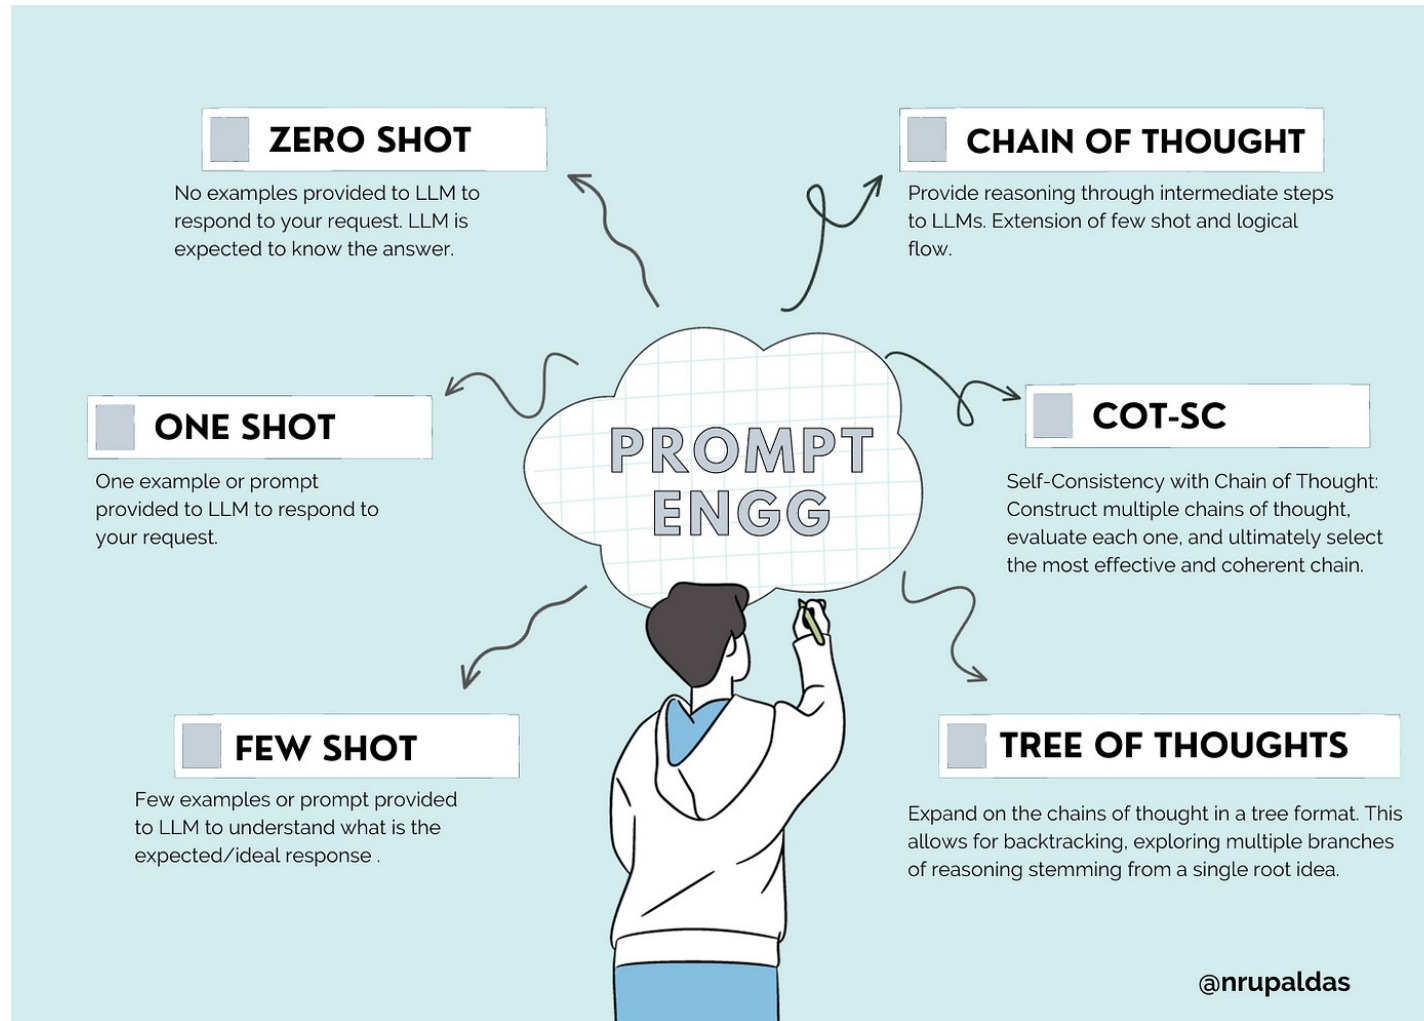 ZERO SHOT
No examples provided to LLM to
respond to your request. LLM is
expected to know the answer.
CHAIN OF THOUGHT
Provide reasoning through intermediate steps
to LLMs. Extension of few shot and logical
flow.
ONE SHOT
One example or prompt
provided to LLM to respond to
your request.
PROMPT
ENGG
COT-SC
Self-Consistency with Chain of Thought:
Construct multiple chains of thought,
evaluate each one, and ultimately select
the most effective and coherent chain.
FEW SHOT
Few examples or prompt provided
to LLM to understand what is the
expected/ideal response .
TREE OF THOUGHTS
Expand on the chains of thought in a tree format. This
allows for backtracking, exploring multiple branches
of reasoning stemming from a single root idea.
@nrupaldas